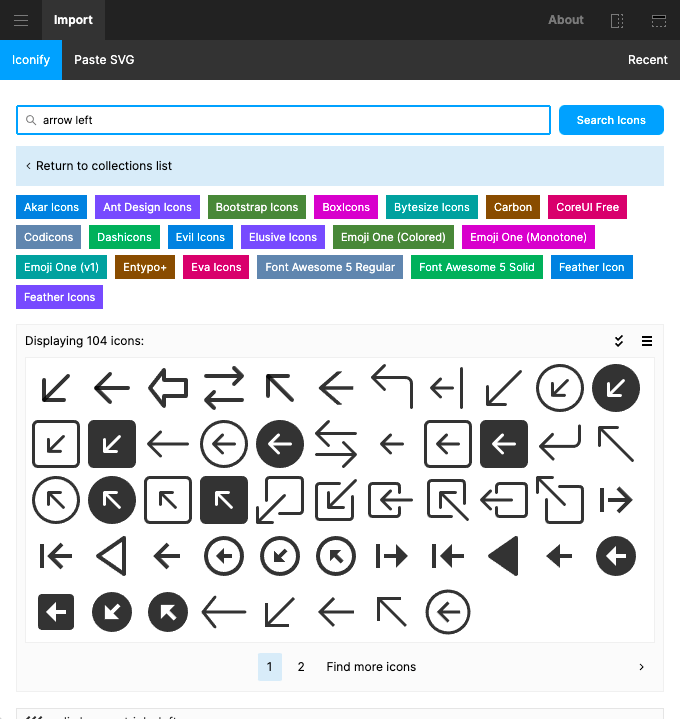 Import About
Iconify Paste SVG Recent
arrow left Search Icons
Return to collections list
Akar Icons Ant Design Icons Bootstrap Icons BoxIcons Bytesize Icons Carbon CoreUI Free
Codicons Dashicons Evil Icons Elusive Icons Emoji One (Colored) Emoji One (Monotone)
Emoji One (v1) Entypo+ Eva Icons Font Awesome 5 Regular Font Awesome 5 Solid Feather Icon
Feather Icons
Displaying 104 icons:
1 2 Find more icons